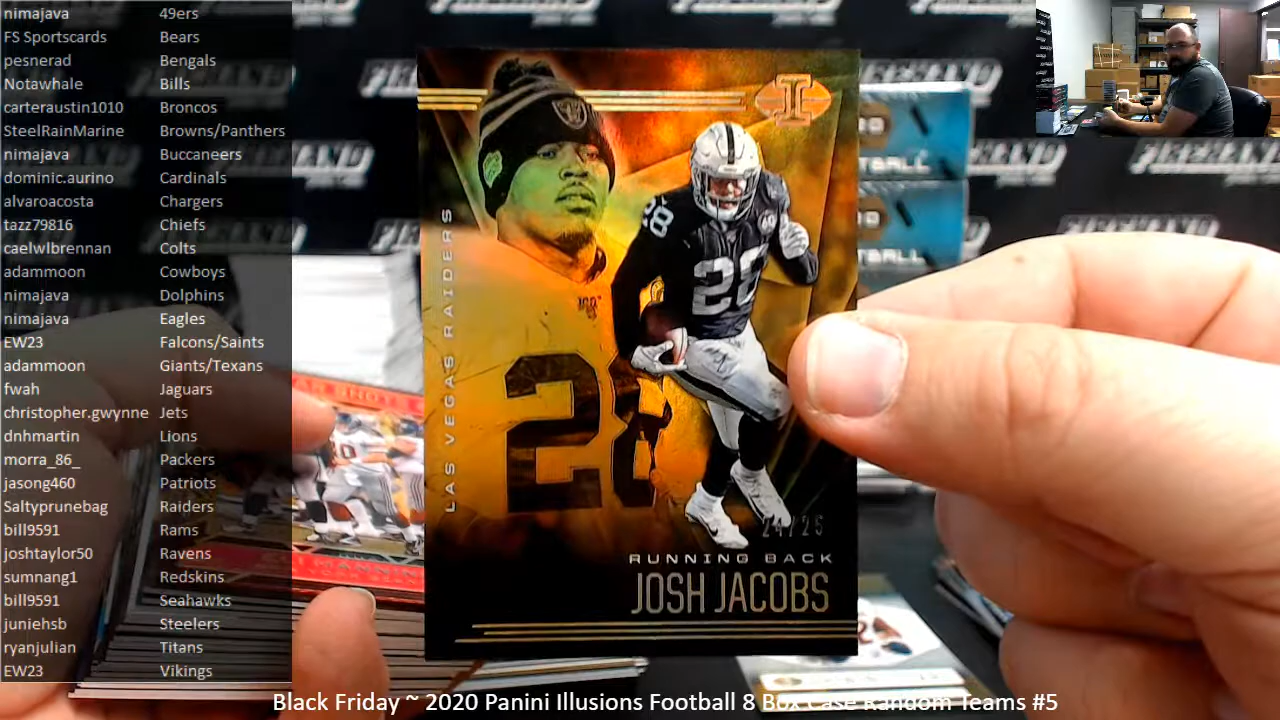 nimajava 49ers
FS Sportscards Bears
pesnerad Bengals
Notawhale Bills
carteraustin1010 Broncos
SteelRainMarine Browns/Panthers
nimajava Buccaneers
dominic.aurino Cardinals
alvaroacosta Chargers
tazz79816 Chiefs
caelwlbrennan Colts
adammoon Cowboys
nimajava Dolphins
nimajava Eagles
EW23 Falcons/Saints
adammoon Giants/Texans
fwah Jaguars
christopher.gwynne Jets
dnhmartin Lions
morra_86_ Packers
jasong460 Patriots
Saltyprunebag Raiders
bill9591 Rams
joshtaylor50 Ravens
sumnang1 Redskins
bill9591 Seahawks
juniehsb Steelers
ryanjulian Titans
EW23 Vikings
I
LAS VEGAS RAIDERS
28
28
28
24/25
RUNNING BACK
JOSH JACOBS
Black Friday ~ 2020 Panini Illusions Football 8 Box Case Random Teams #5